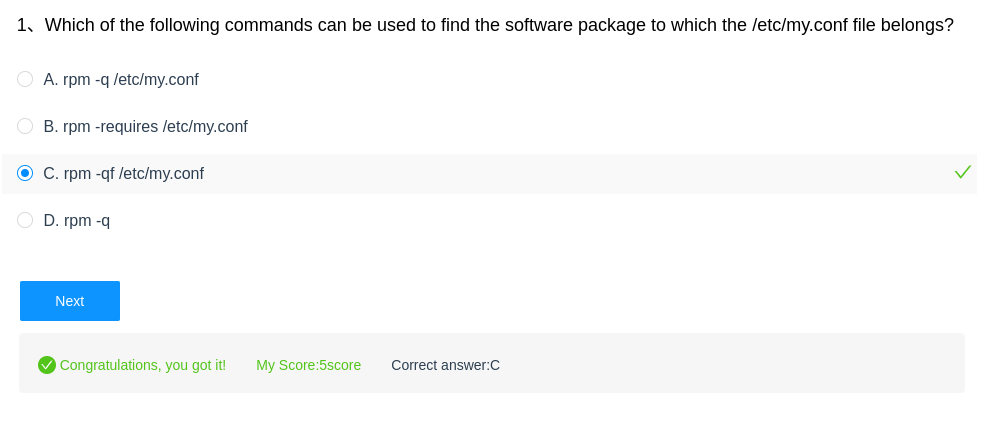 1、Which of the following commands can be used to find the software package to which the /etc/my.conf file belongs?
A. rpm -q /etc/my.conf
B. rpm -requires /etc/my.conf
C. rpm -qf /etc/my.conf
D. rpm -q
Next
Congratulations, you got it! My Score:5score Correct answer:C